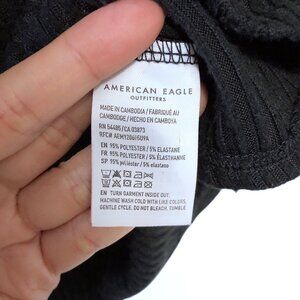 AMERICAN EAGLE
OUTFITTERS
MADE IN CAMBODIA / FABRIQUÉ AU
CAMBODGE / HECHO EN CAMBOYA
RN 54485/CA 03873
EN 95% POLYESTER/ 5% ELASTANE
FR 95% POLYESTER/ 5% ÉLASTHANNE
SP 95% poliéster / 5% elastane
EN TURN GARMENT INSIDE OUT,
MACHINE WASH COLD WITH LIKE COLORS,
GENTLE CYCLE. DO NOT BLEACH, TUMBLE